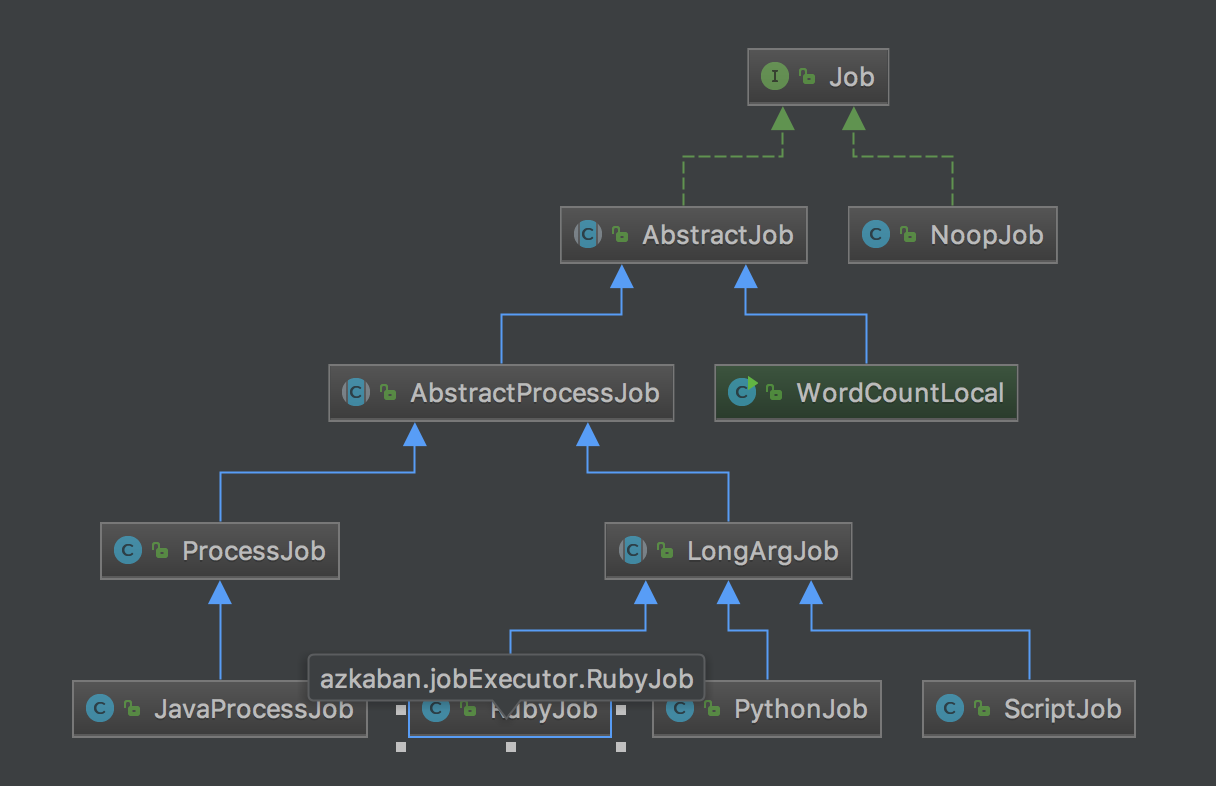 Job
AbstractJob
NoopJob
AbstractProcessJob
WordCountLocal
ProcessJob
LongArgJob
azkaban.jobExecutor.RubyJob
JavaProcessJob
RubyJob
PythonJob
ScriptJob